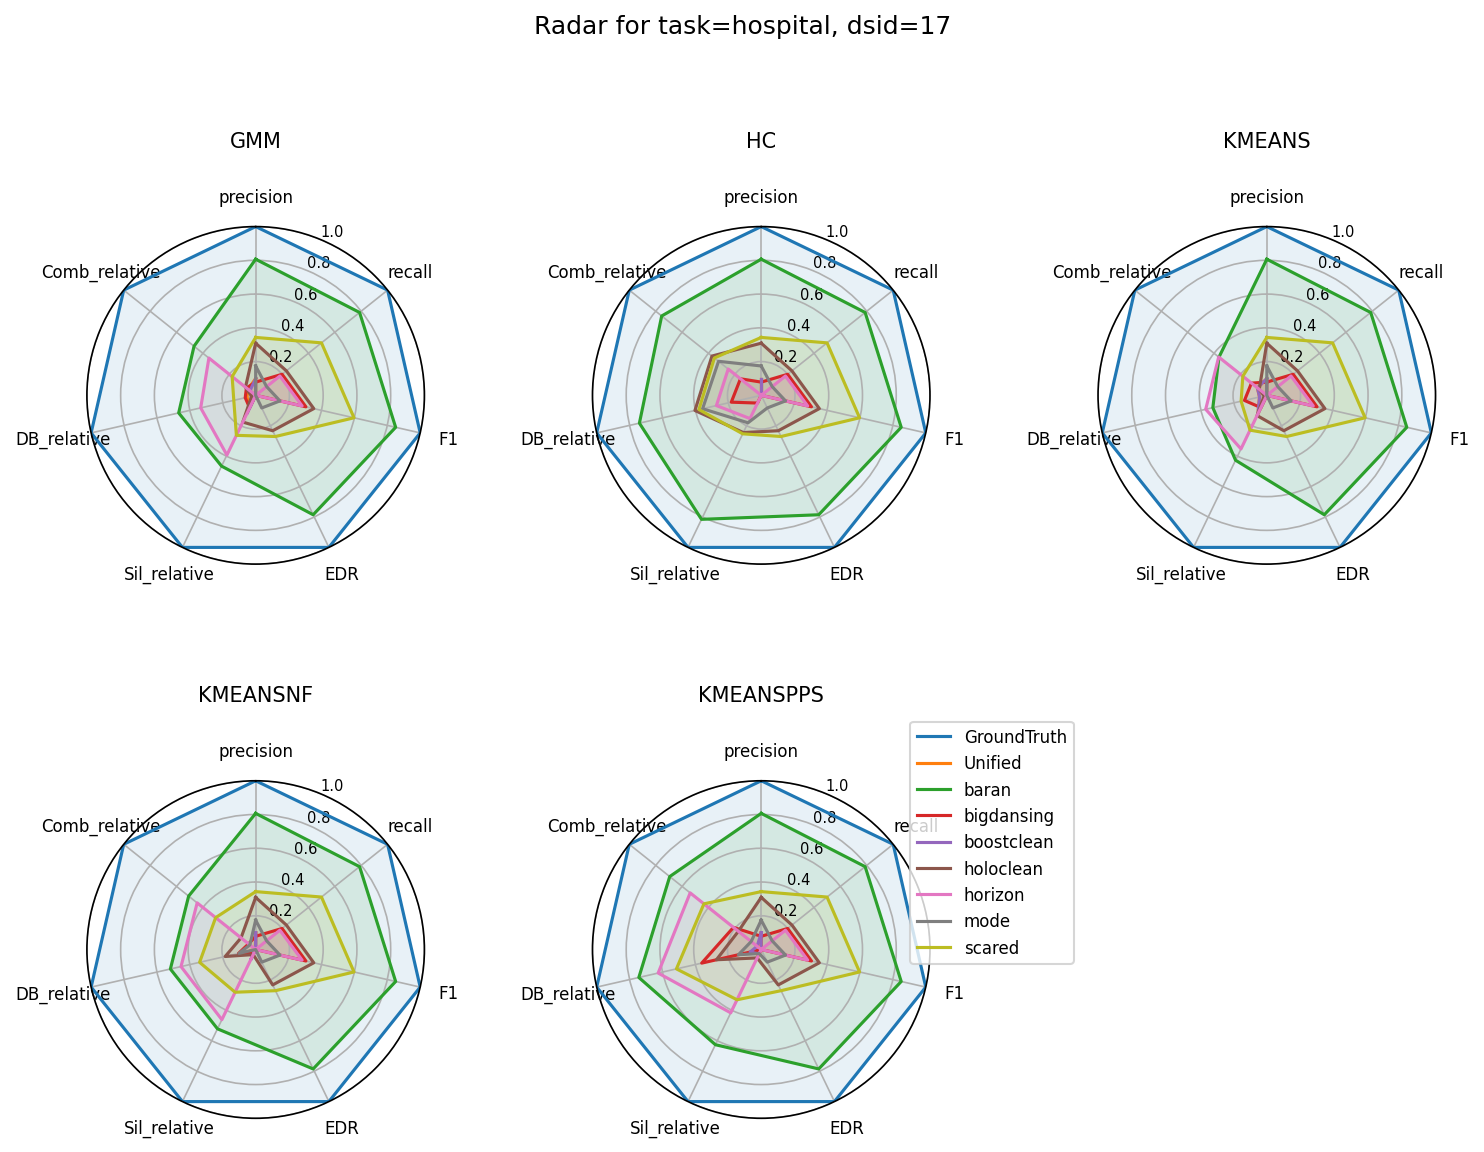 Radar for task=hospital, dsid=17
GMM
precision
recall
F1
EDR
Sil_relative
DB_relative
Comb_relative
0.2
0.4
0.6
0.8
1.0
HC
precision
recall
F1
EDR
Sil_relative
DB_relative
Comb_relative
0.2
0.4
0.6
0.8
1.0
KMEANS
precision
recall
F1
EDR
Sil_relative
DB_relative
Comb_relative
0.2
0.4
0.6
0.8
1.0
KMEANSNF
precision
recall
F1
EDR
Sil_relative
DB_relative
Comb_relative
0.2
0.4
0.6
0.8
1.0
KMEANSPPS
precision
recall
F1
EDR
Sil_relative
DB_relative
Comb_relative
0.2
0.4
0.6
0.8
1.0
GroundTruth
Unified
baran
bigdansing
boostclean
holoclean
horizon
mode
scared